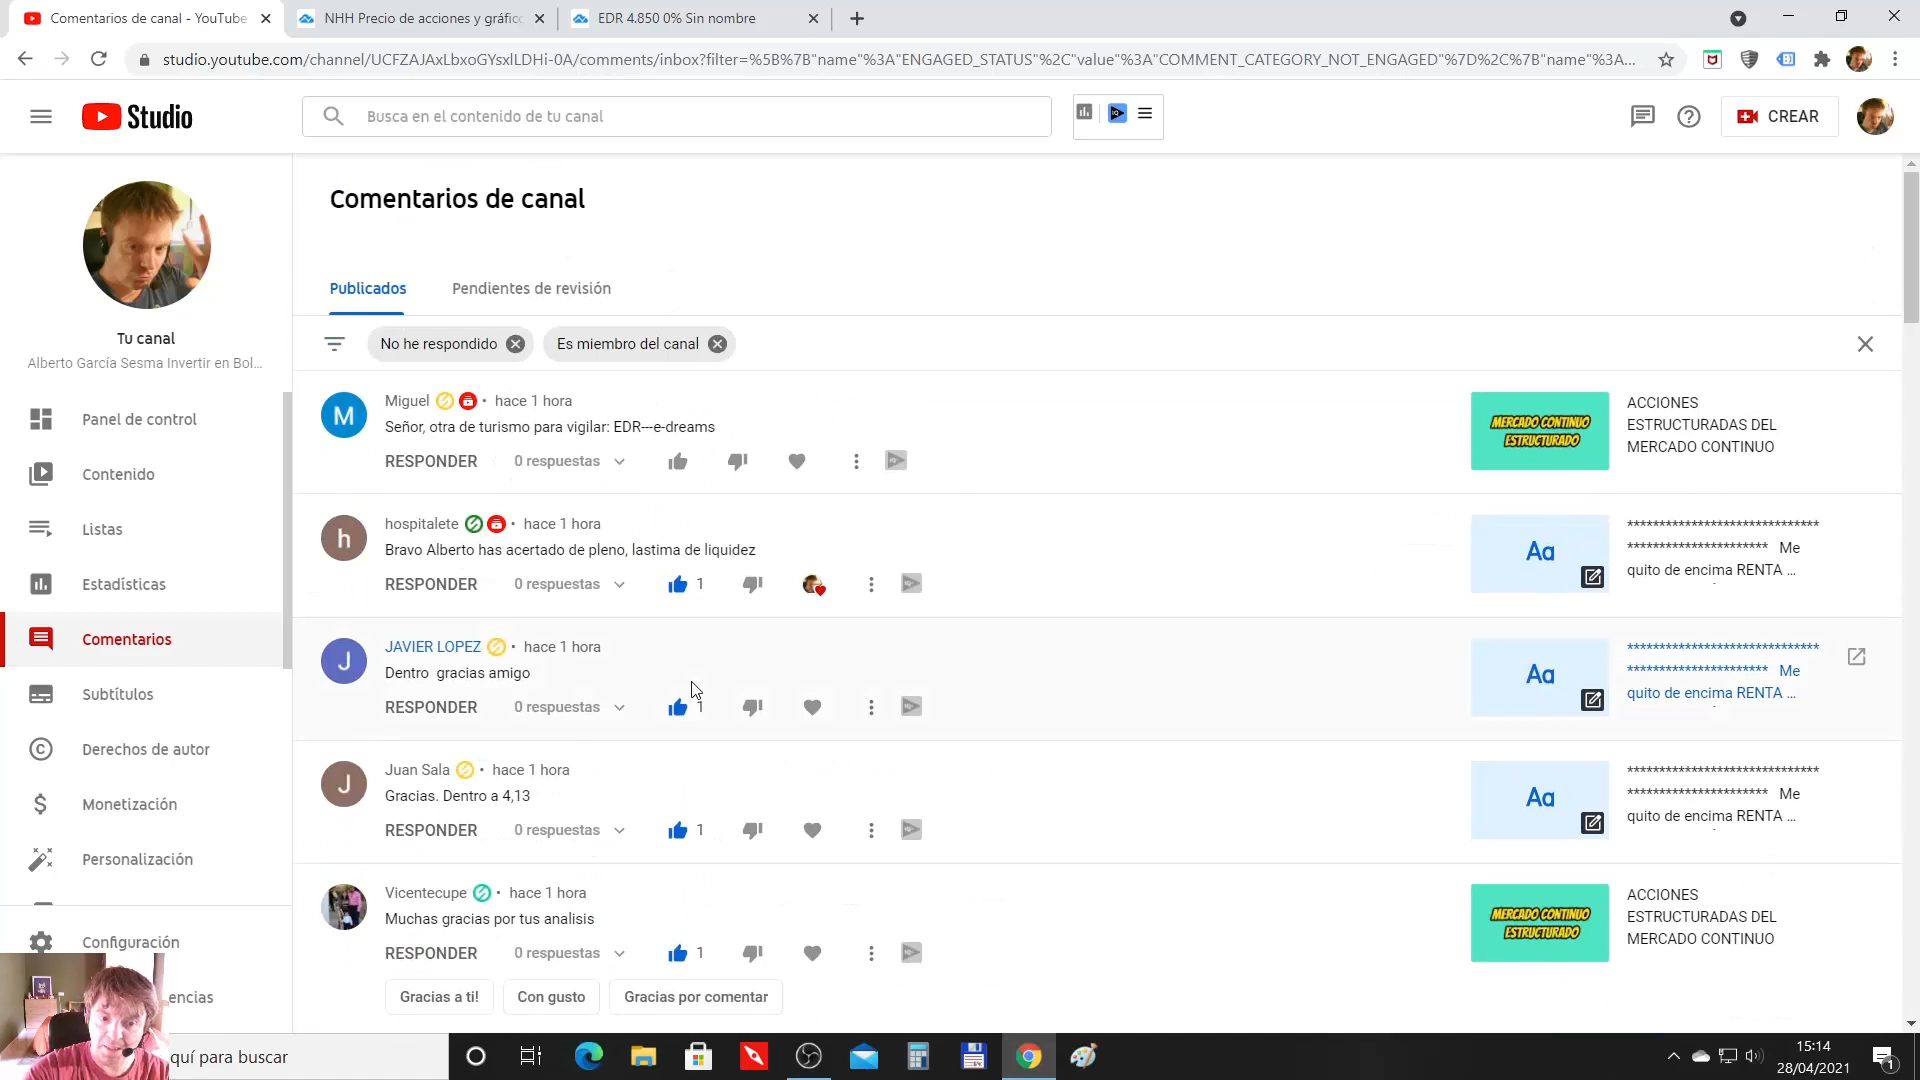 Comentarios de canal - YouTube
NHH Precio de acciones y gráfico
EDR 4.850 0% Sin nombre
studio.youtube.com/channel/UCFZAJAxLbxoGYsxlLDHi-0A/comments/inbox?filter=%5B%7B"name"%3A"ENGAGED_STATUS"%2C"value"%3A"COMMENT_CATEGORY_NOT_ENGAGED"%7D%2C%7B"name"%3A...
Studio
Busca en el contenido de tu canal
CREAR
Tu canal
Alberto García Sesma Invertir en Bol...
Panel de control
Contenido
Listas
Estadísticas
Comentarios
Subtítulos
Derechos de autor
Monetización
Personalización
Configuración
encias
Comentarios de canal
Publicados
Pendientes de revisión
No he respondido
Es miembro del canal
Miguel • hace 1 hora
Señor, otra de turismo para vigilar: EDR---e-dreams
RESPONDER 0 respuestas
ACCIONES
ESTRUCTURADAS DEL
MERCADO CONTINUO
MERCADO CONTINUO
ESTRUCTURADO
hospitalete • hace 1 hora
Bravo Alberto has acertado de pleno, lastima de liquidez
RESPONDER 0 respuestas 1
Aa
******************************
********************** Me
quito de encima RENTA ...
JAVIER LOPEZ • hace 1 hora
Dentro  gracias amigo
RESPONDER 0 respuestas 1
Aa
******************************
********************** Me
quito de encima RENTA ...
Juan Sala • hace 1 hora
Gracias. Dentro a 4,13
RESPONDER 0 respuestas 1
Aa
******************************
********************** Me
quito de encima RENTA ...
Vicentecupe • hace 1 hora
Muchas gracias por tus analisis
RESPONDER 0 respuestas 1
MERCADO CONTINUO
ESTRUCTURADO
ACCIONES
ESTRUCTURADAS DEL
MERCADO CONTINUO
Gracias a ti!
Con gusto
Gracias por comentar
quí para buscar
15:14
28/04/2021
1